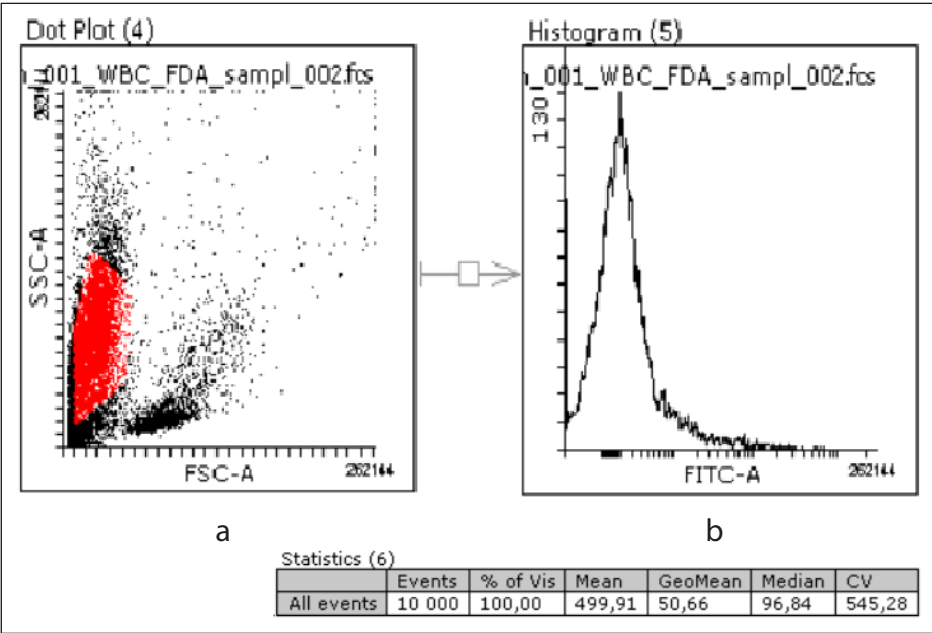 Dot Plot (4)
_001_WBC_FDA_sampl_002.fcs
SSC-A
FSC-A
262144
a
Histogram (5)
_001_WBC_FDA_sampl_002.fcs
130
FITC-A
262144
b
Statistics (6)
Events % of Vis Mean GeoMean Median CV
All events 10 000 100,00 499,91 50,66 96,84 545,28